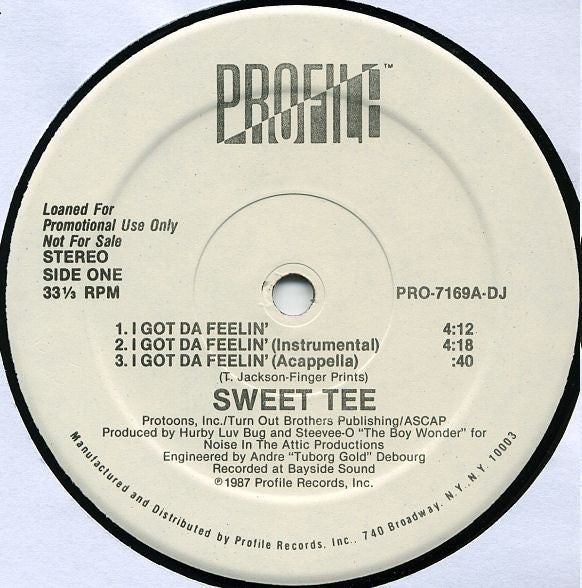 PROFILE™
Loaned For
Promotional Use Only
Not For Sale
STEREO
SIDE ONE
33⅓ RPM
PRO-7169A-DJ
1. I GOT DA FEELIN' 4:12
2. I GOT DA FEELIN' (Instrumental) 4:18
3. I GOT DA FEELIN' (Acappella) :40
(T. Jackson-Finger Prints)
SWEET TEE
Protoons, Inc./Turn Out Brothers Publishing/ASCAP
Produced by Hurby Luv Bug and Steevee-O "The Boy Wonder" for
Noise In The Attic Productions
Engineered by Andre "Tuborg Gold" Debourg
Recorded at Bayside Sound
℗1987 Profile Records, Inc.
Manufactured and Distributed by Profile Records, Inc., 740 Broadway, N.Y., N.Y. 10003